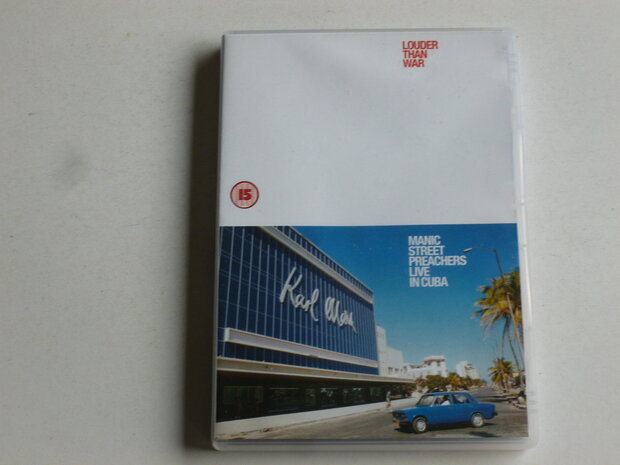 LOUDER
THAN
WAR
15
MANIC
STREET
PREACHERS
LIVE
IN CUBA
Karl Marx